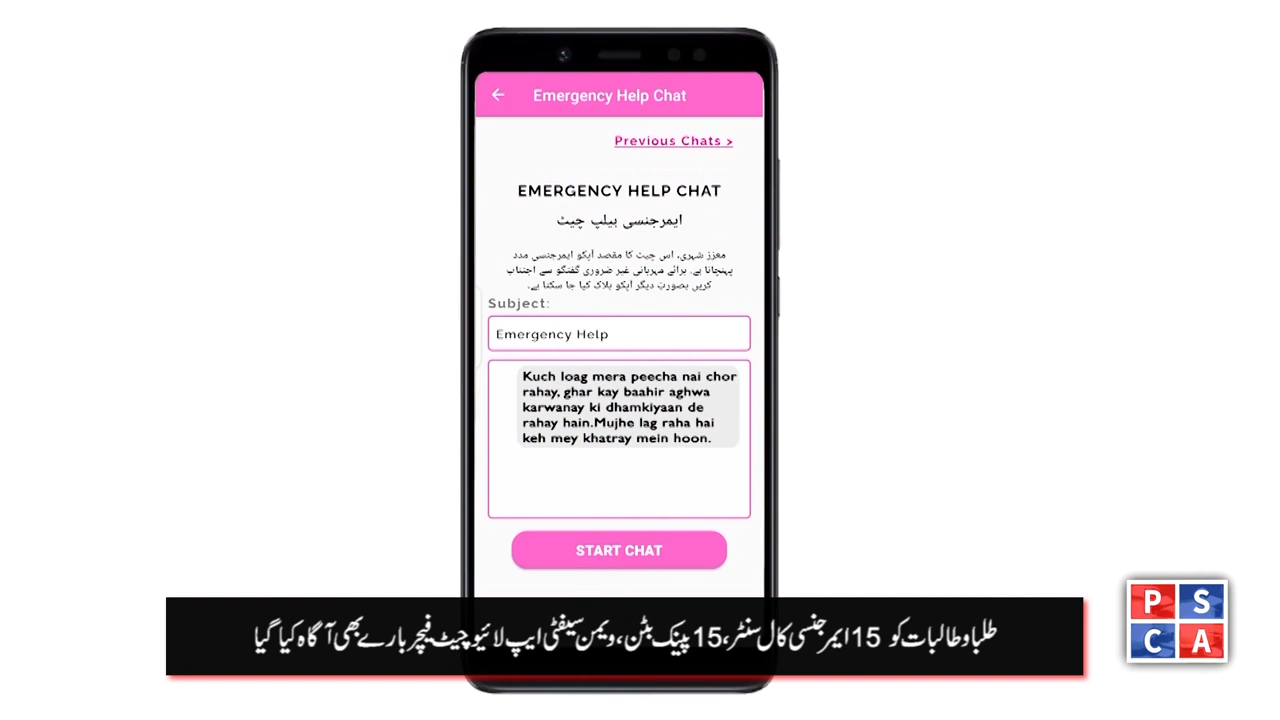 Emergency Help Chat
Previous Chats >
EMERGENCY HELP CHAT
ایمرجنسی ہیلپ چیٹ
معزز شہری، اس چیٹ کا مقصد آپکو ایمرجنسی مدد
پہنچانا ہے۔ برائے مہربانی غیر ضروری گفتگو سے اجتناب
کریں بصورت دیگر آپکو بلاک کیا جا سکتا ہے۔
Subject:
Emergency Help
Kuch loag mera peecha nai chor
rahay, ghar kay baahir aghwa
karwanay ki dhamkiyaan de
rahay hain.Mujhe lag raha hai
keh mey khatray mein hoon.
START CHAT
طلبا و طالبات کو 15 ایمرجنسی کال سنٹر، 15 پینک بٹن، ویمن سیفٹی ایپ لائیو چیٹ فیچر بارے بھی آگاہ کیا گیا
P S
C A